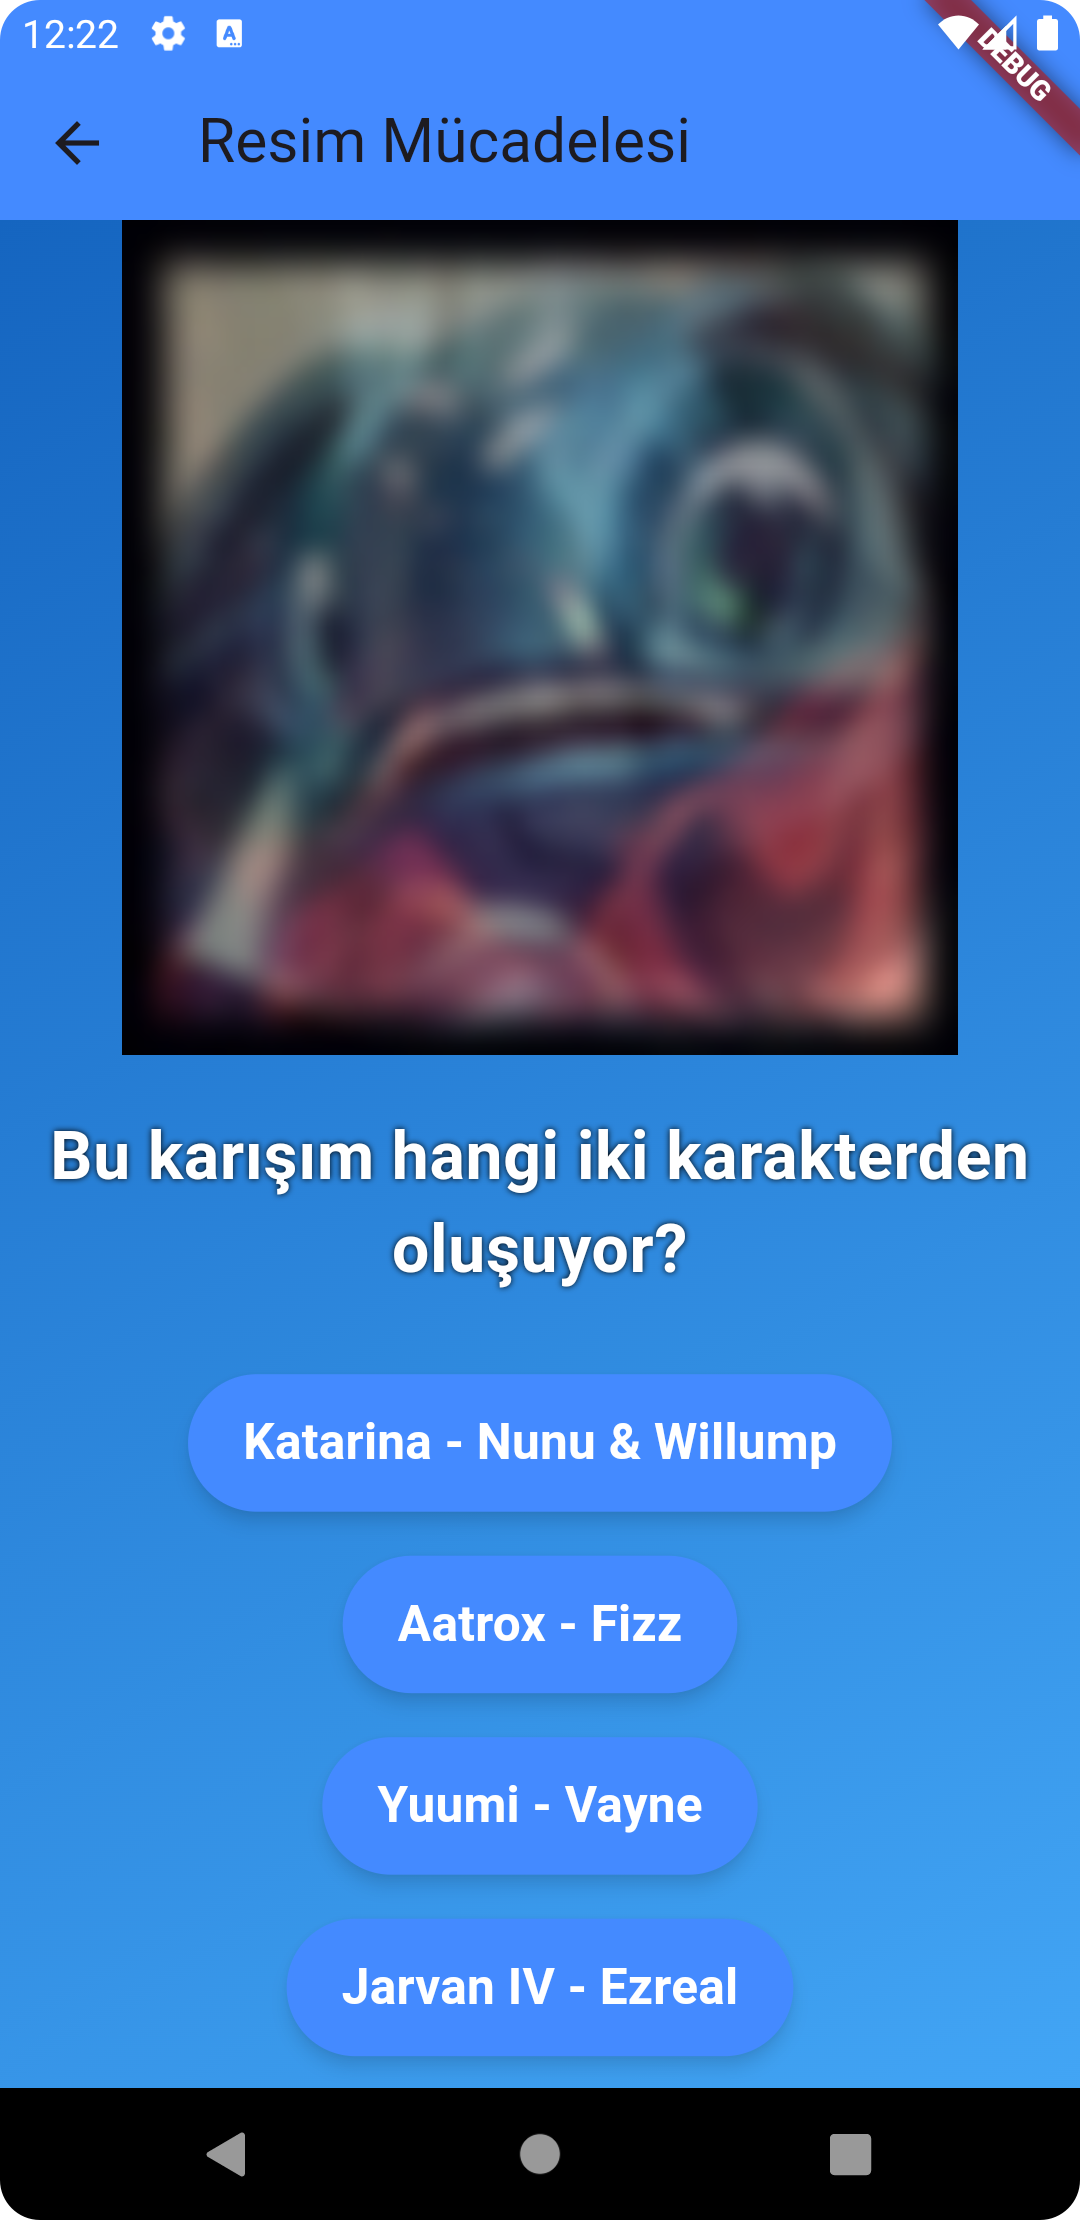 12:22
DEBUG
Resim Mücadelesi
Bu karışım hangi iki karakterden
oluşuyor?
Katarina - Nunu & Willump
Aatrox - Fizz
Yuumi - Vayne
Jarvan IV - Ezreal